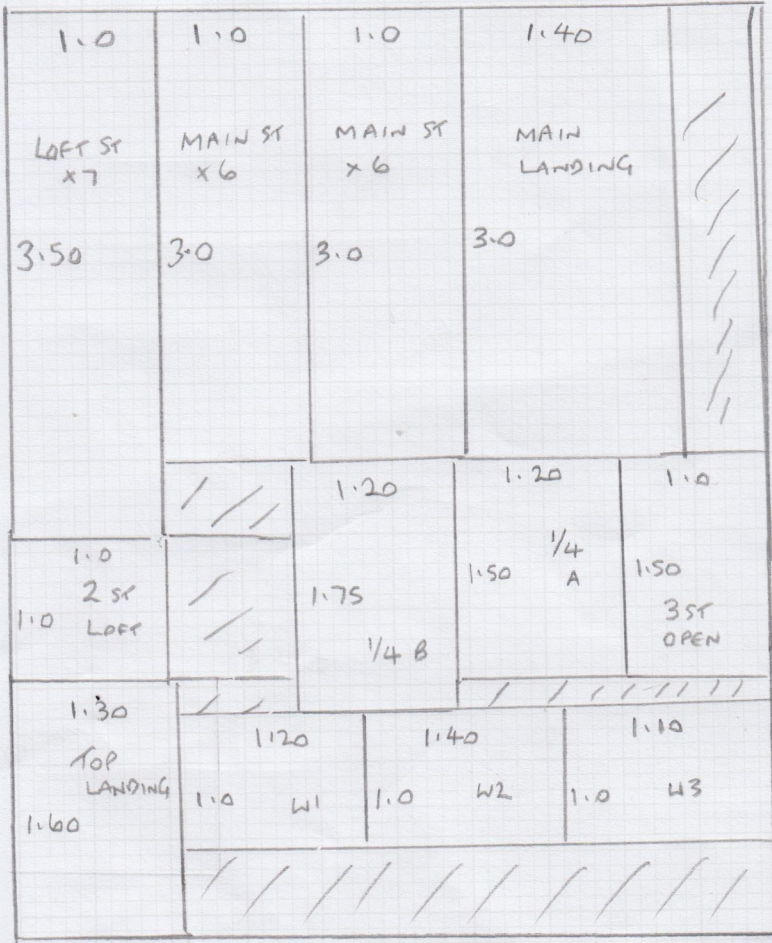 1.0
LOFT ST
x7
3.50
1.0
MAIN ST
x6
3.0
1.0
MAIN ST
x6
3.0
1.40
MAIN
LANDING
3.0
1.0
2 ST
1.0 LOFT
1.20
1.75
1/4 B
1.20
1/4
1.50 A
1.0
1.50
3 ST
OPEN
1.30
TOP
LANDING
1.60
1.20
1.0 W1
1.40
1.0 W2
1.10
1.0 W3